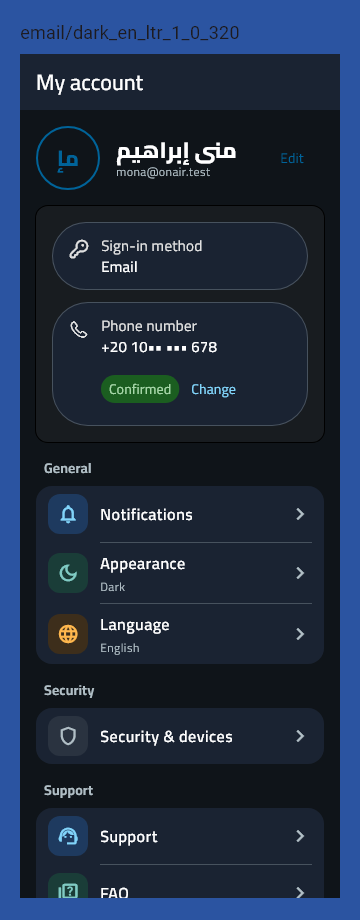 email/dark_en_ltr_1_0_320
My account
مإ
منى إبراهيم
mona@onair.test
Edit
Sign-in method
Email
Phone number
+20 10▪▪ ▪▪▪ 678
Confirmed
Change
General
Notifications
Appearance
Dark
Language
English
Security
Security & devices
Support
Support
FAQ